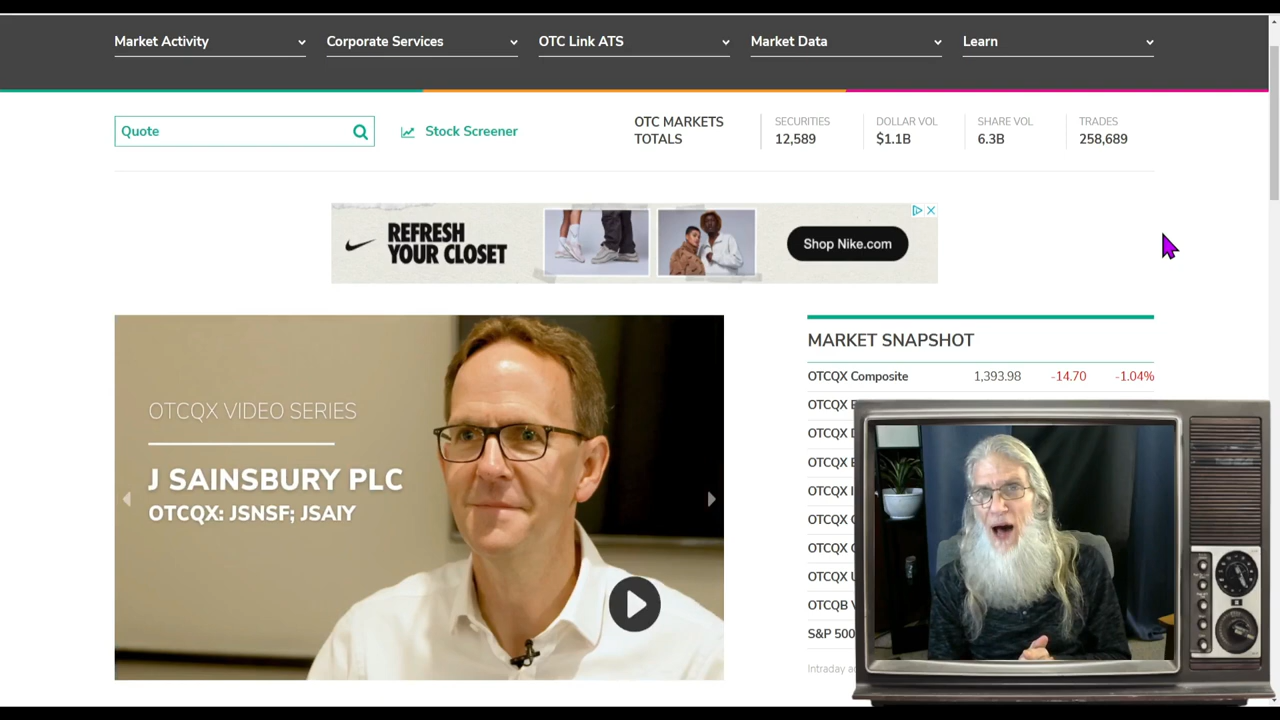 Market Activity
Corporate Services
OTC Link ATS
Market Data
Learn
Quote
Stock Screener
OTC MARKETS
TOTALS
SECURITIES
12,589
DOLLAR VOL
$1.1B
SHARE VOL
6.3B
TRADES
258,689
REFRESH
YOUR CLOSET
Shop Nike.com
OTCQX VIDEO SERIES
J SAINSBURY PLC
OTCQX: JSNSF; JSAIY
MARKET SNAPSHOT
OTCQX Composite 1,393.98 -14.70 -1.04%
OTCQX
OTCQX
OTCQX
OTCQX
OTCQX
OTCQX
OTCQX
OTCQB
S&P 500
Intraday